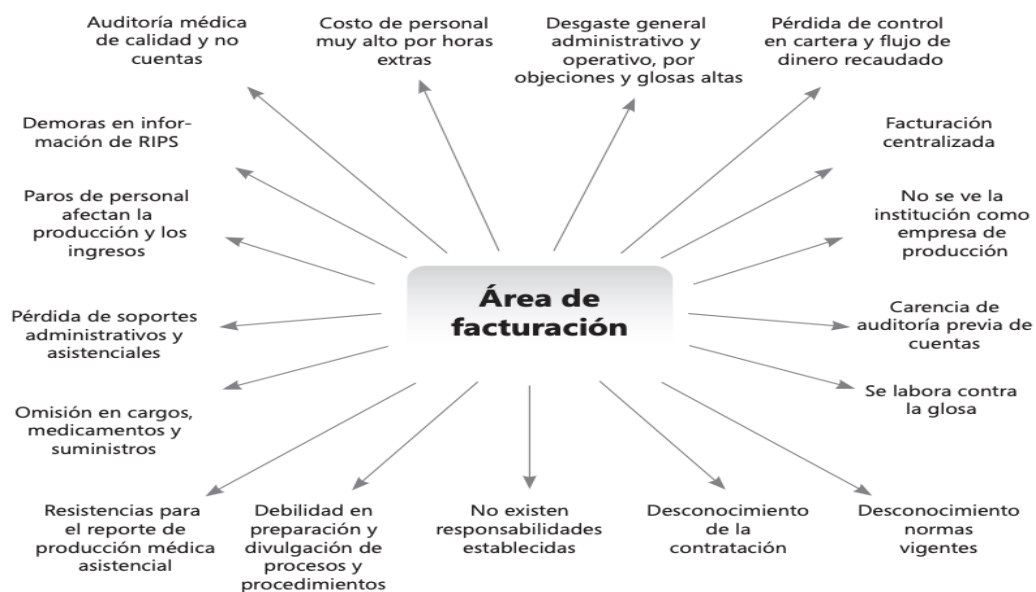 Auditoría médica
de calidad y no
cuentas
Costo de personal
muy alto por horas
extras
Desgaste general
administrativo y
operativo, por
objeciones y glosas altas
Pérdida de control
en cartera y flujo de
dinero recaudado
Demoras en infor-
mación de RIPS
Facturación
centralizada
Paros de personal
afectan la
producción y los
ingresos
No se ve la
institución como
empresa de
producción
Área de
facturación
Pérdida de soportes
administrativos y
asistenciales
Carencia de
auditoría previa de
cuentas
Se labora contra
la glosa
Omisión en cargos,
medicamentos y
suministros
Resistencias para
el reporte de
producción médica
asistencial
Debilidad en
preparación y
divulgación de
procesos y
procedimientos
No existen
responsabilidades
establecidas
Desconocimiento
de la
contratación
Desconocimiento
normas
vigentes